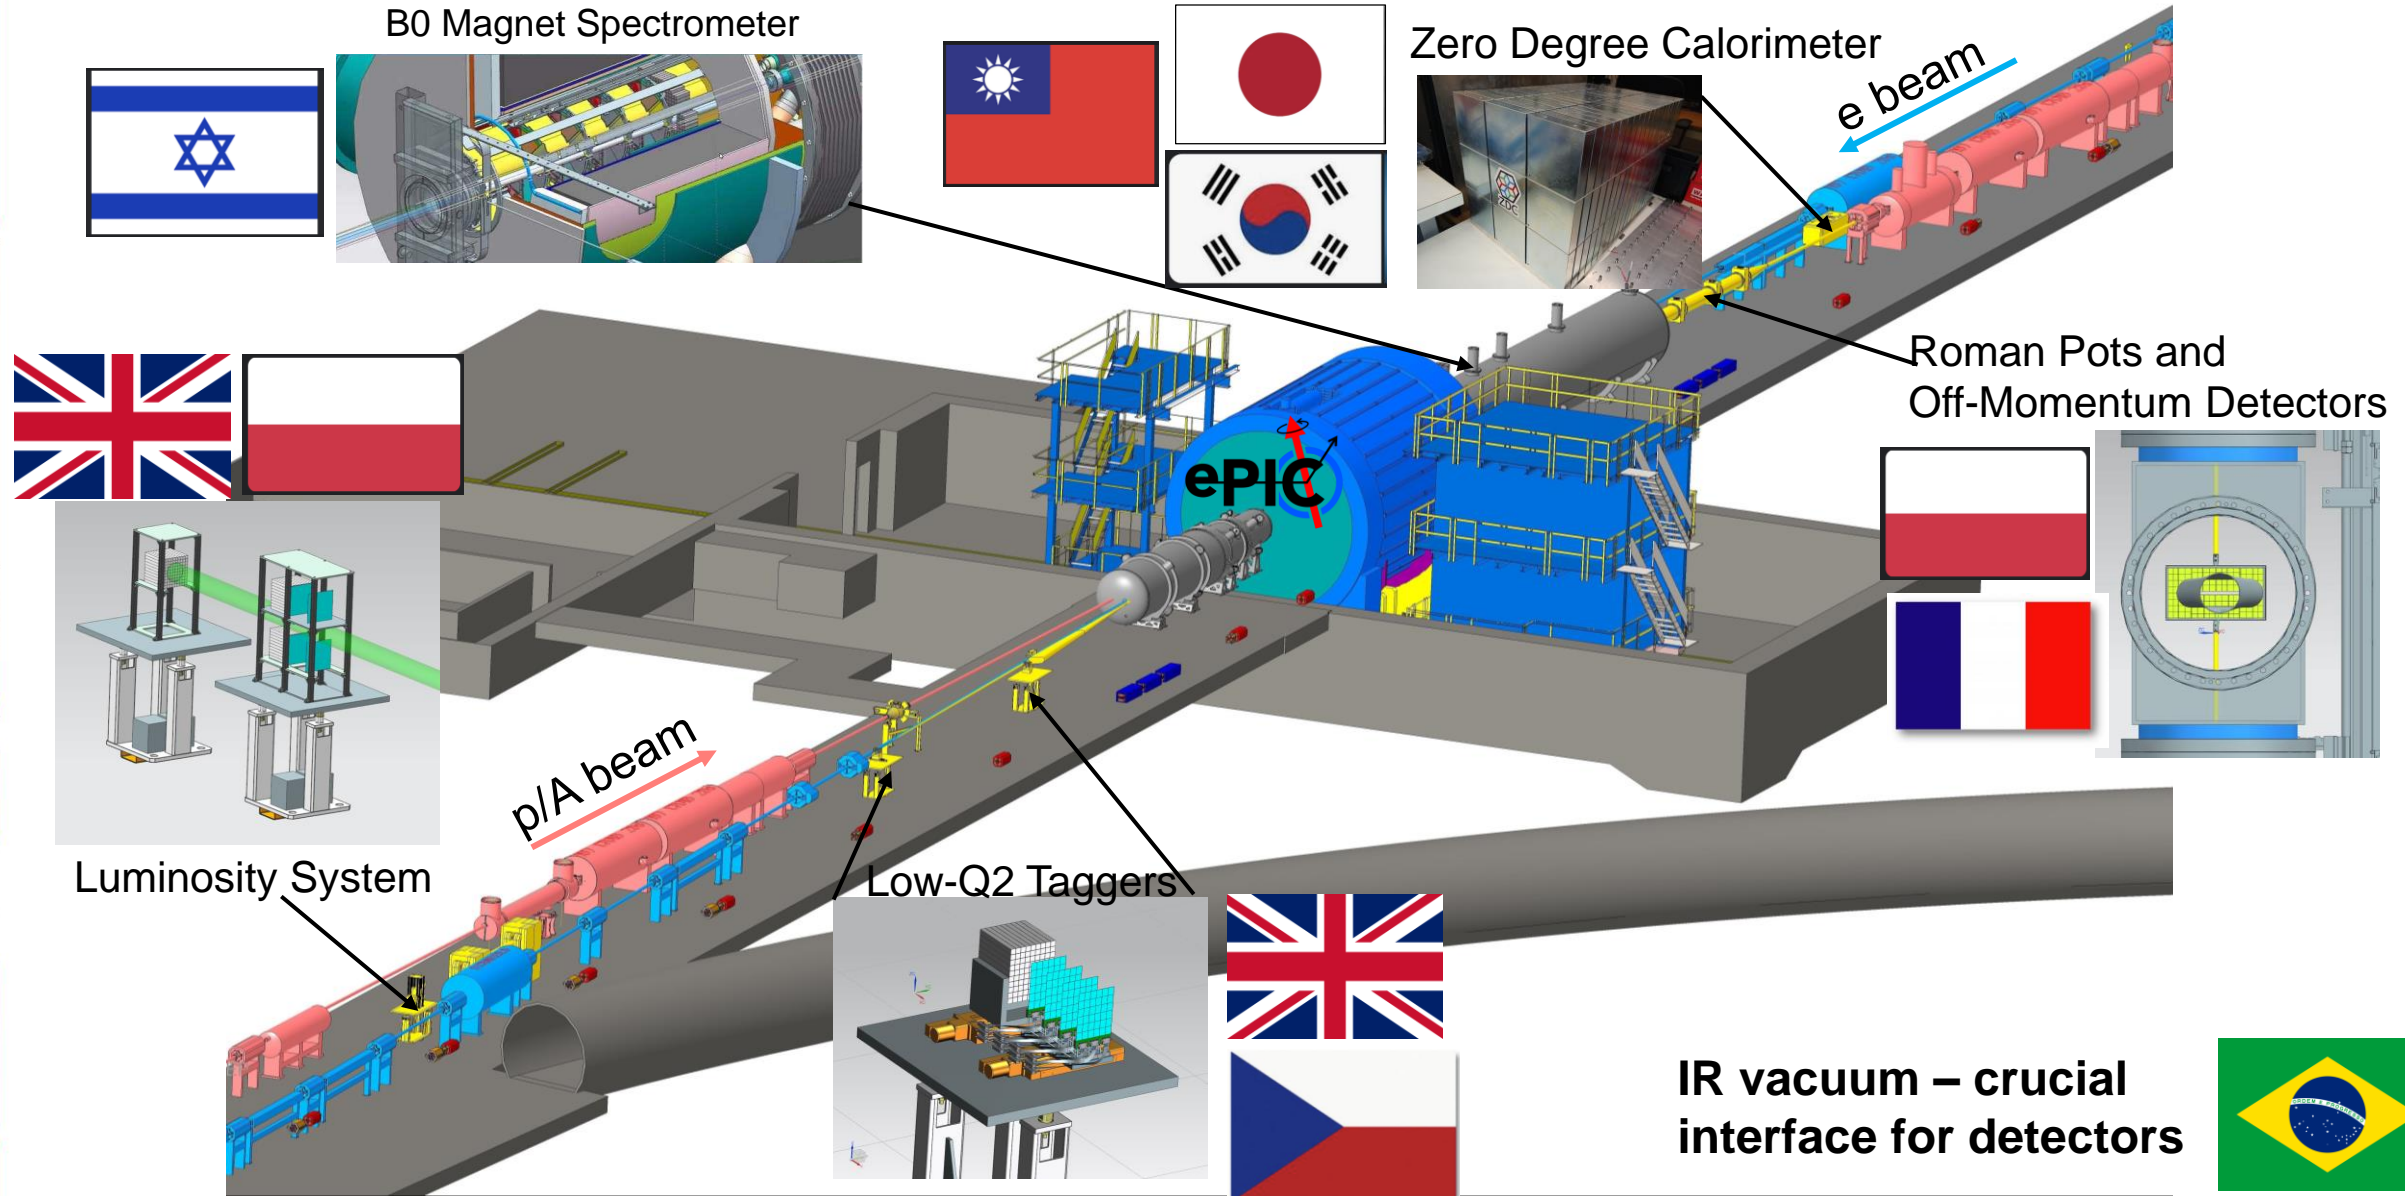 B0 Magnet Spectrometer
Zero Degree Calorimeter
e beam
ZDC
Roman Pots and
Off-Momentum Detectors
ePIC
p/A beam
Luminosity System
Low-Q2 Taggers
IR vacuum – crucial
interface for detectors